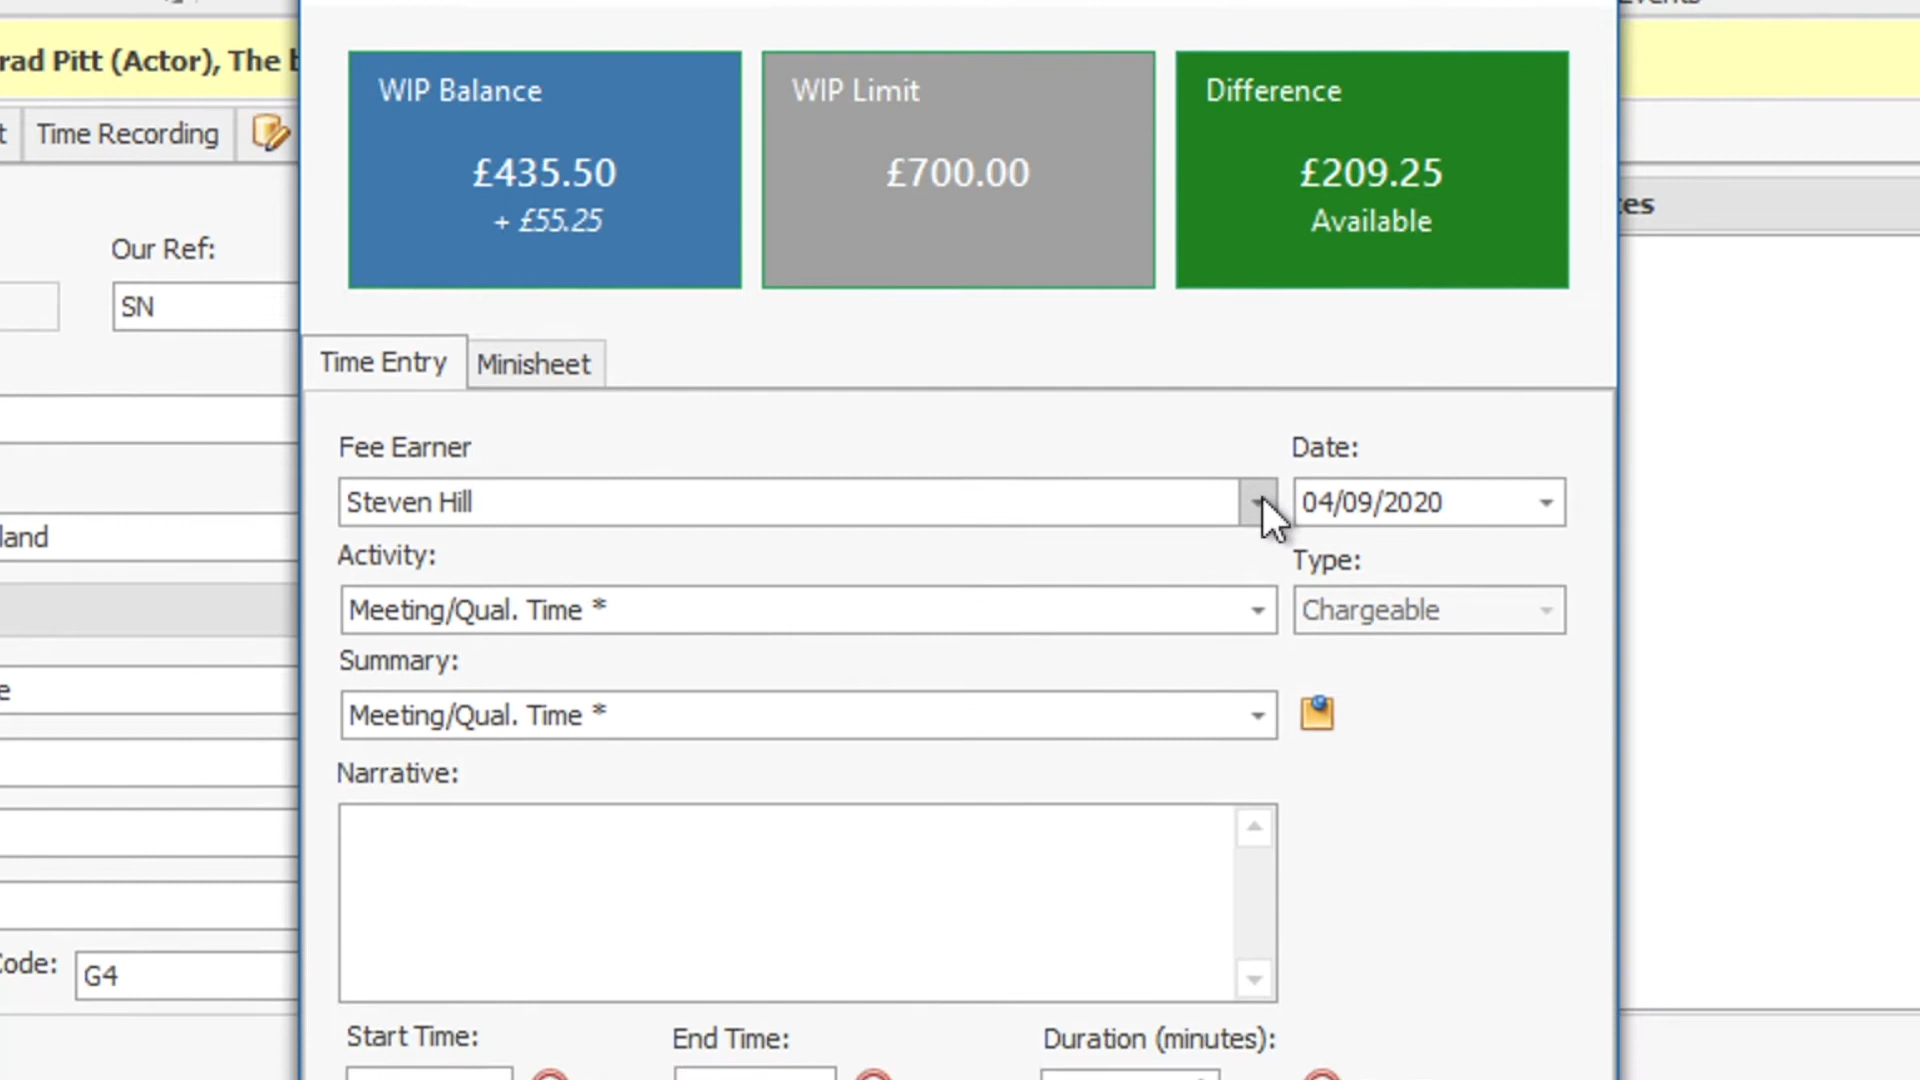 rad Pitt (Actor), The b
WIP Balance
£435.50
+ £55.25
WIP Limit
£700.00
Difference
£209.25
Available
t
Time Recording
Our Ref:
SN
Time Entry
Minisheet
Fee Earner
Steven Hill
Date:
04/09/2020
Activity:
Meeting/Qual. Time *
Type:
Chargeable
Summary:
Meeting/Qual. Time *
Narrative:
land
e
Code:
G4
Start Time:
End Time:
Duration (minutes):